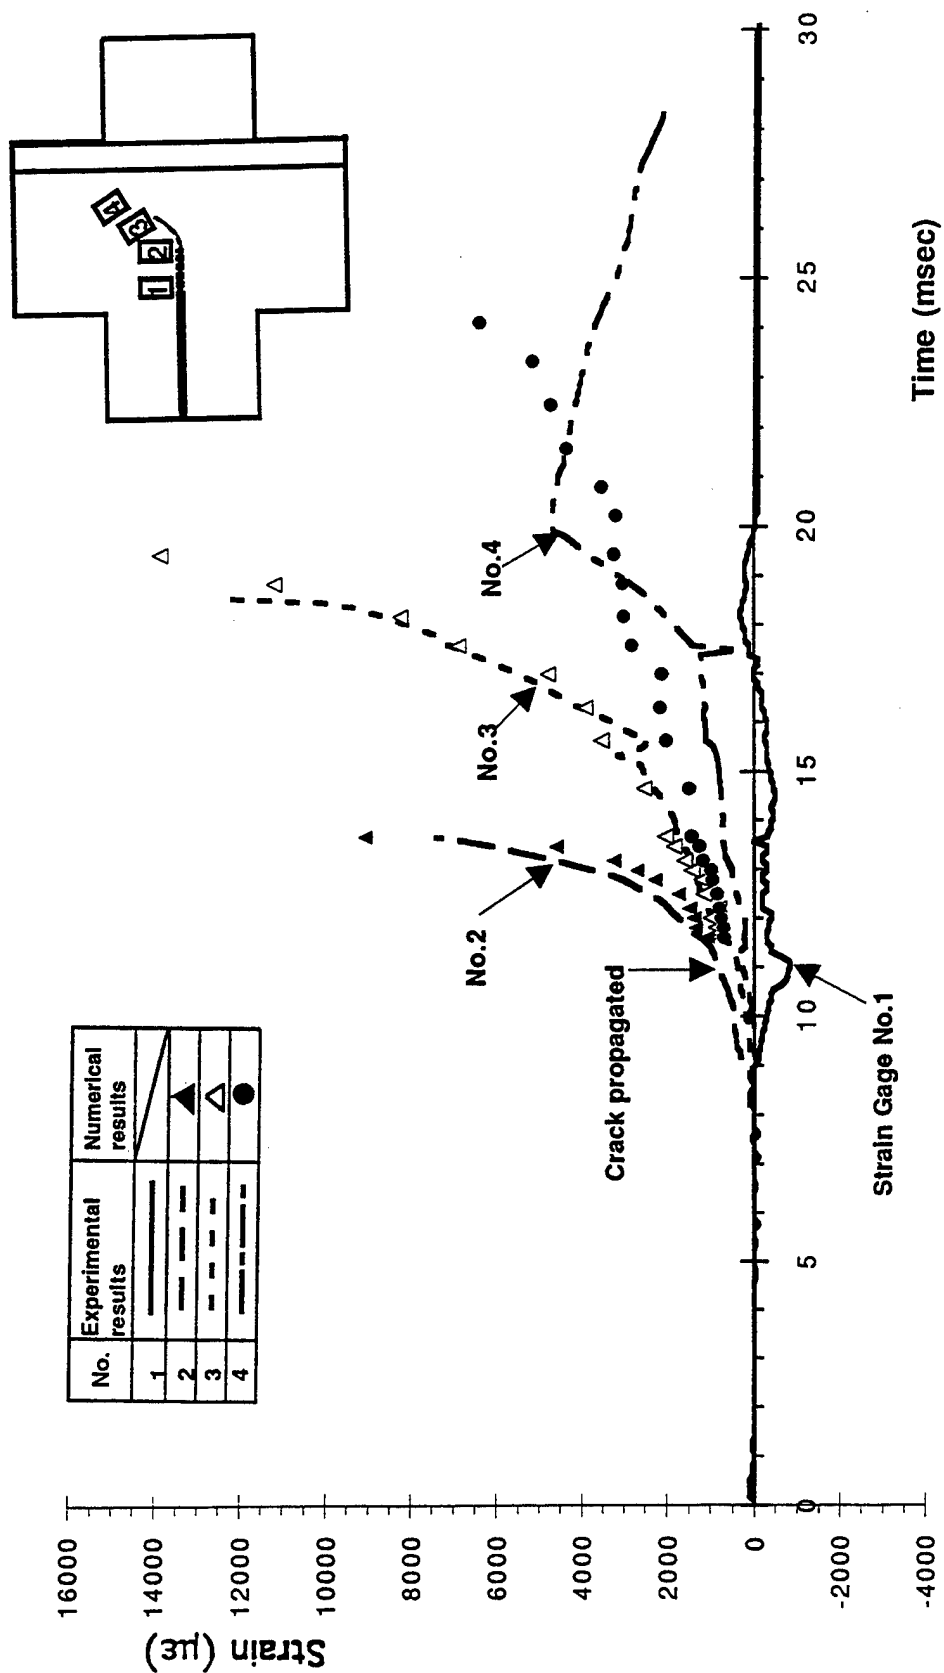 No.
Experimental
results
Numerical
results
1
2
3
4
1
2
3
4
16000
14000
12000
10000
8000
6000
4000
2000
0
-2000
-4000
Strain (με)
No.2
No.3
No.4
Crack propagated
Strain Gage No.1
0
5
10
15
20
25
30
Time (msec)